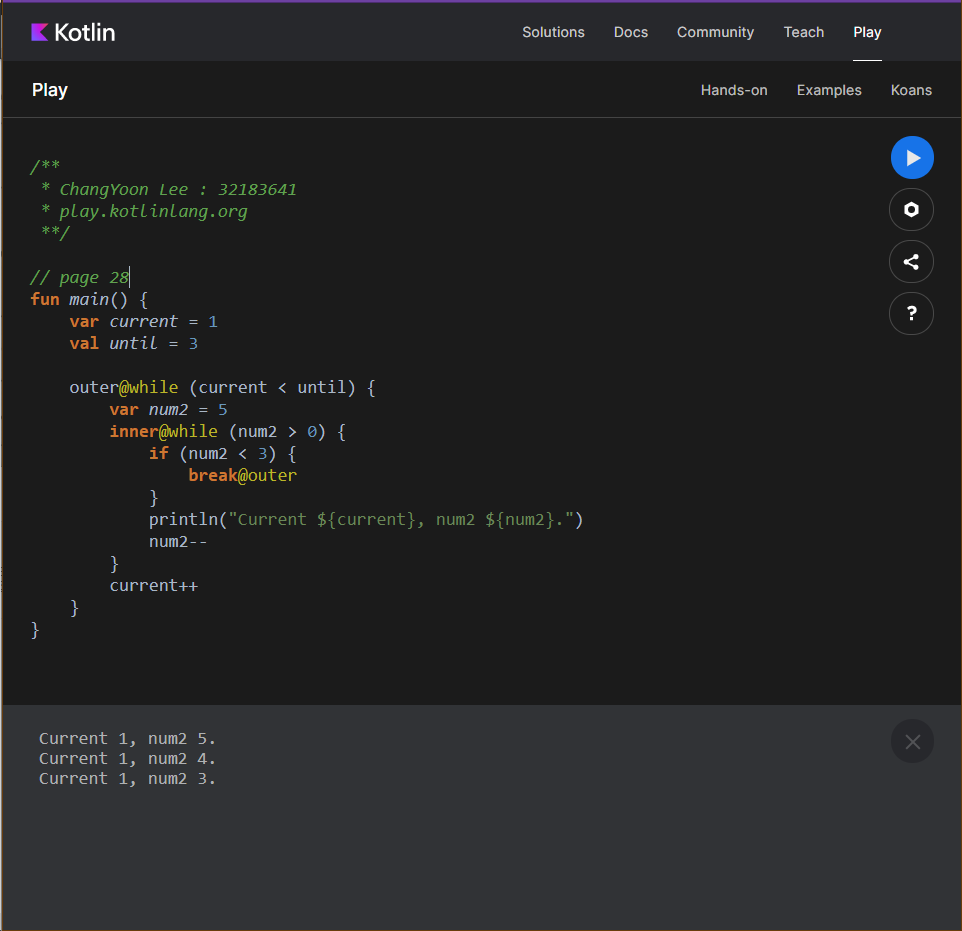 Kotlin Solutions Docs Community Teach Play
Play Hands-on Examples Koans
/**
 * ChangYoon Lee : 32183641
 * play.kotlinlang.org
 **/

// page 28
fun main() {
    var current = 1
    val until = 3

    outer@while (current < until) {
        var num2 = 5
        inner@while (num2 > 0) {
            if (num2 < 3) {
                break@outer
            }
            println("Current ${current}, num2 ${num2}.")
            num2--
        }
        current++
    }
}
?
Current 1, num2 5.
Current 1, num2 4.
Current 1, num2 3.